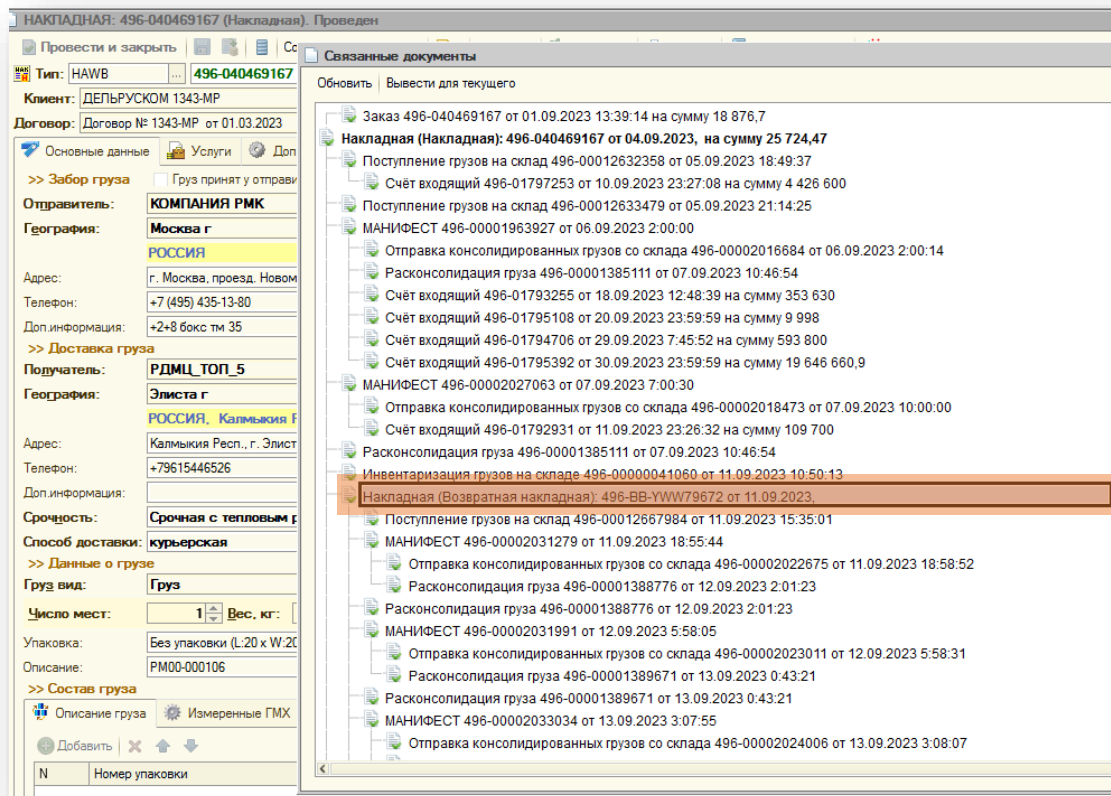 НАКЛАДНАЯ: 496-040469167 (Накладная). Проведен
Провести и закрыть
Тип: HAWB ... 496-040469167
Клиент: ДЕЛЬРУСКОМ 1343-МР
Договор: Договор № 1343-МР от 01.03.2023
Основные данные Услуги Доп
>> Забор груза Груз принят у отправи
Отправитель: КОМПАНИЯ РМК
География: Москва г
РОССИЯ
Адрес: г. Москва, проезд. Новом
Телефон: +7 (495) 435-13-80
Доп.информация: +2+8 бокс тм 35
>> Доставка груза
Получатель: РДМЦ_ТОП_5
География: Элиста г
РОССИЯ, Калмыкия Р
Адрес: Калмыкия Респ., г. Элист
Телефон: +79615446526
Доп.информация:
Срочность: Срочная с тепловым р
Способ доставки: курьерская
>> Данные о грузе
Груз вид: Груз
Число мест: 1 Вес, кг:
Упаковка: Без упаковки (L:20 x W:20
Описание: РМ00-000106
>> Состав груза
Описание груза Измеренные ГМХ
Добавить
N Номер упаковки
Связанные документы
Обновить Вывести для текущего
Заказ 496-040469167 от 01.09.2023 13:39:14 на сумму 18 876,7
Накладная (Накладная): 496-040469167 от 04.09.2023, на сумму 25 724,47
Поступление грузов на склад 496-00012632358 от 05.09.2023 18:49:37
Счёт входящий 496-01797253 от 10.09.2023 23:27:08 на сумму 4 426 600
Поступление грузов на склад 496-00012633479 от 05.09.2023 21:14:25
МАНИФЕСТ 496-00001963927 от 06.09.2023 2:00:00
Отправка консолидированных грузов со склада 496-00002016684 от 06.09.2023 2:00:14
Расконсолидация груза 496-00001385111 от 07.09.2023 10:46:54
Счёт входящий 496-01793255 от 18.09.2023 12:48:39 на сумму 353 630
Счёт входящий 496-01795108 от 20.09.2023 23:59:59 на сумму 9 998
Счёт входящий 496-01794706 от 29.09.2023 7:45:52 на сумму 593 800
Счёт входящий 496-01795392 от 30.09.2023 23:59:59 на сумму 19 646 660,9
МАНИФЕСТ 496-00002027063 от 07.09.2023 7:00:30
Отправка консолидированных грузов со склада 496-00002018473 от 07.09.2023 10:00:00
Счёт входящий 496-01792931 от 11.09.2023 23:26:32 на сумму 109 700
Расконсолидация груза 496-00001385111 от 07.09.2023 10:46:54
Инвентаризация грузов на складе 496-00000041060 от 11.09.2023 10:50:13
Накладная (Возвратная накладная): 496-BB-YWW79672 от 11.09.2023,
Поступление грузов на склад 496-00012667984 от 11.09.2023 15:35:01
МАНИФЕСТ 496-00002031279 от 11.09.2023 18:55:44
Отправка консолидированных грузов со склада 496-00002022675 от 11.09.2023 18:58:52
Расконсолидация груза 496-00001388776 от 12.09.2023 2:01:23
Расконсолидация груза 496-00001388776 от 12.09.2023 2:01:23
МАНИФЕСТ 496-00002031991 от 12.09.2023 5:58:05
Отправка консолидированных грузов со склада 496-00002023011 от 12.09.2023 5:58:31
Расконсолидация груза 496-00001389671 от 13.09.2023 0:43:21
Расконсолидация груза 496-00001389671 от 13.09.2023 0:43:21
МАНИФЕСТ 496-00002033034 от 13.09.2023 3:07:55
Отправка консолидированных грузов со склада 496-00002024006 от 13.09.2023 3:08:07